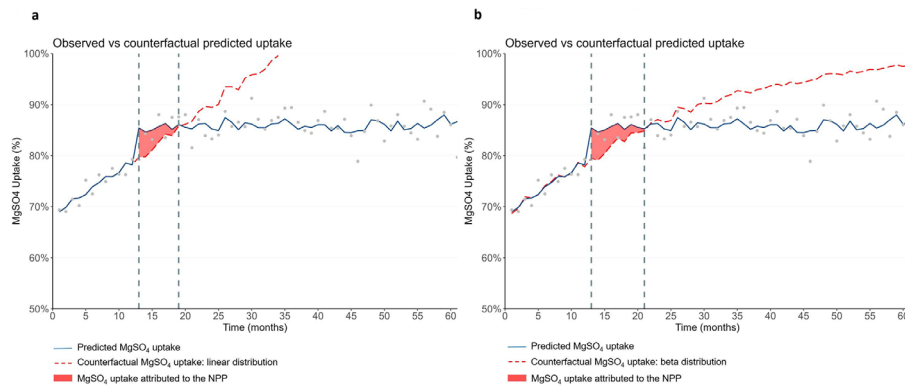 a
Observed vs counterfactual predicted uptake
100%
90%
80%
70%
60%
50%
MgSO4 Uptake (%)
0 5 10 15 20 25 30 35 40 45 50 55 60
Time (months)
Predicted MgSO₄ uptake
Counterfactual MgSO₄ uptake: linear distribution
MgSO₄ uptake attributed to the NPP
b
Observed vs counterfactual predicted uptake
100%
90%
80%
70%
60%
50%
MgSO4 Uptake (%)
0 5 10 15 20 25 30 35 40 45 50 55 60
Time (months)
Predicted MgSO₄ uptake
Counterfactual MgSO₄ uptake: beta distribution
MgSO₄ uptake attributed to the NPP